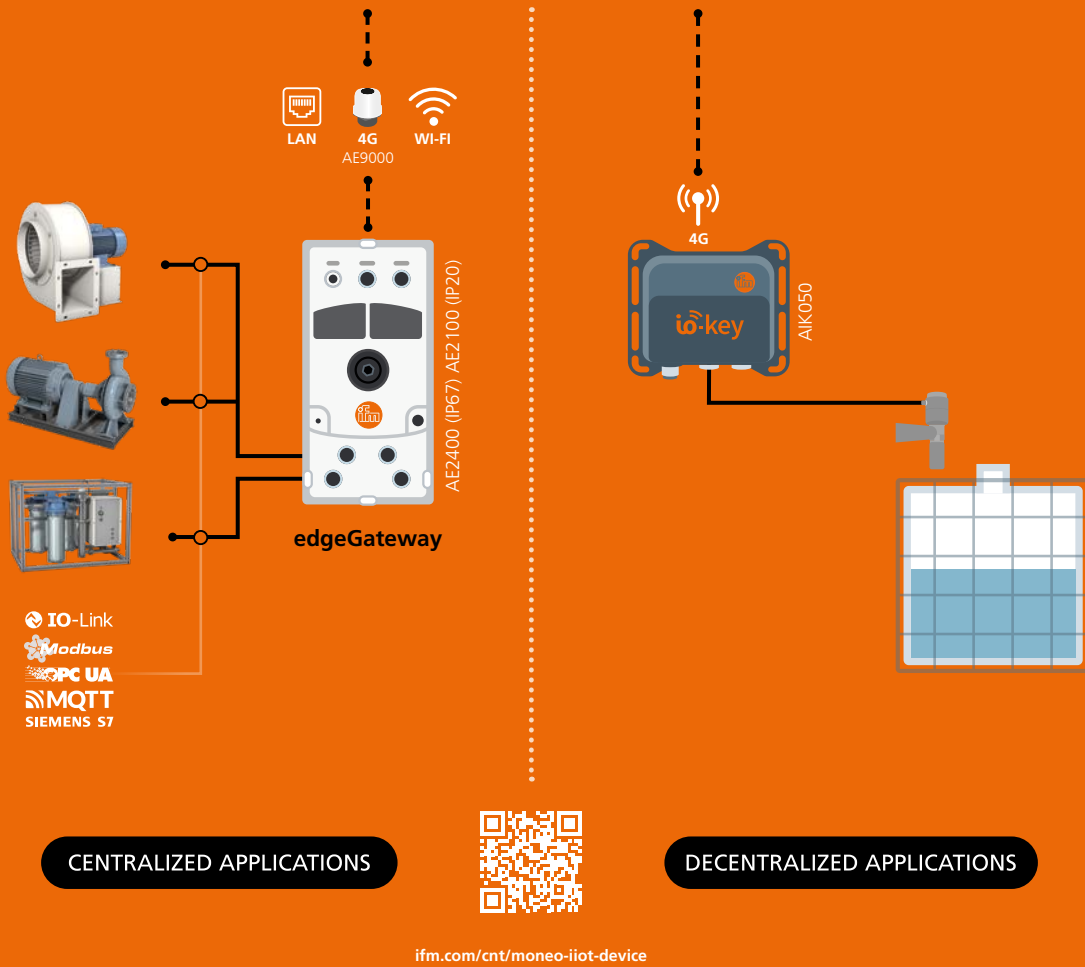 LAN
4G
WI-FI
AE9000
4G
ifm
io-key
AIK050
AE2400 (IP67) AE2100 (IP20)
ifm
edgeGateway
IO-Link
Modbus
OPC UA
MQTT
SIEMENS S7
CENTRALIZED APPLICATIONS
DECENTRALIZED APPLICATIONS
ifm.com/cnt/moneo-iiot-device